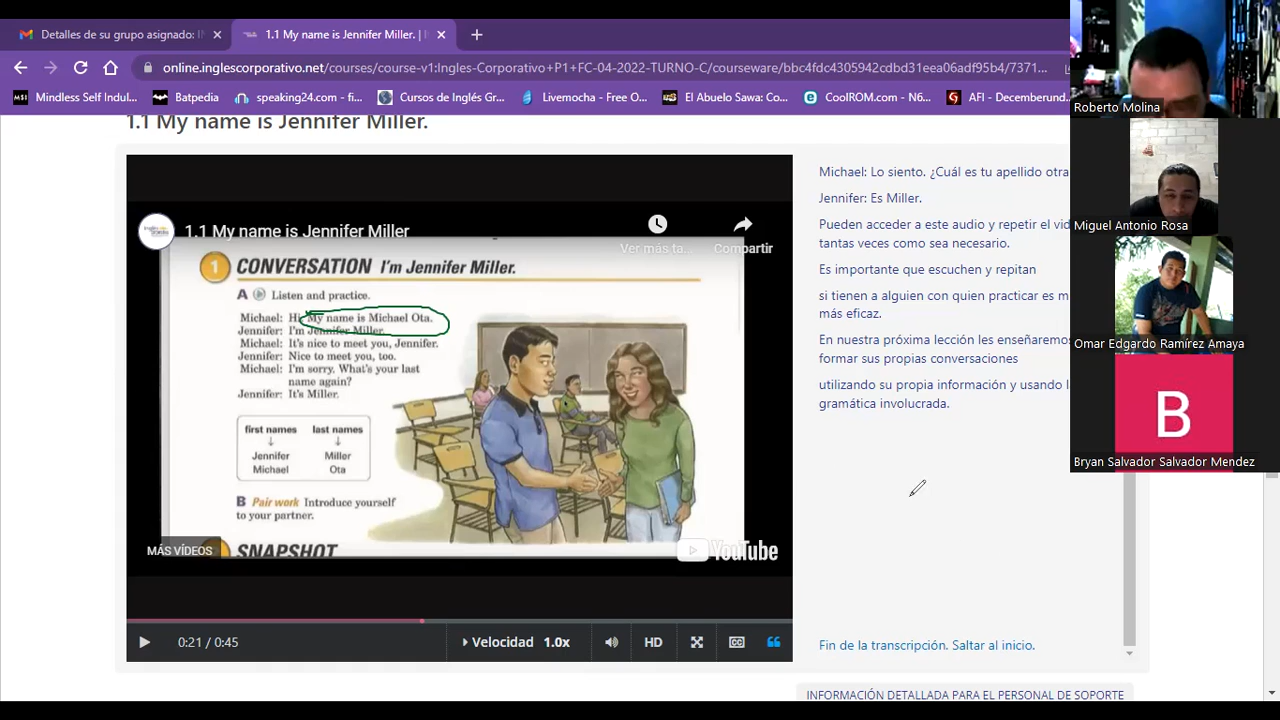 Detalles de su grupo asignado: I
1.1 My name is Jennifer Miller. |
online.inglescorporativo.net/courses/course-v1:Ingles-Corporativo+P1+FC-04-2022-TURNO-C/courseware/bbc4fdc4305942cdbd31eea06adf95b4/7371...
Mindless Self Indul...
Batpedia
speaking24.com - fi...
Cursos de Inglés Gr...
Livemocha - Free O...
El Abuelo Sawa: Co...
CoolROM.com - N6...
AFI - Decemberund...
1.1 My name is Jennifer Miller.
1.1 My name is Jennifer Miller
Ver más ta...
Compartir
1 CONVERSATION I'm Jennifer Miller.
A Listen and practice.
Michael: Hi. My name is Michael Ota.
Jennifer: I'm Jennifer Miller.
Michael: It's nice to meet you, Jennifer.
Jennifer: Nice to meet you, too.
Michael: I'm sorry. What's your last
name again?
Jennifer: It's Miller.
first names last names
Jennifer Miller
Michael Ota
B Pair work Introduce yourself
to your partner.
SNAPSHOT
MÁS VÍDEOS
YouTube
0:21 / 0:45
Velocidad 1.0x
HD
CC
Michael: Lo siento. ¿Cuál es tu apellido otra
Jennifer: Es Miller.
Pueden acceder a este audio y repetir el vid
tantas veces como sea necesario.
Es importante que escuchen y repitan
si tienen a alguien con quien practicar es m
más eficaz.
En nuestra próxima lección les enseñaremos
formar sus propias conversaciones
utilizando su propia información y usando l
gramática involucrada.
Fin de la transcripción. Saltar al inicio.
INFORMACIÓN DETALLADA PARA EL PERSONAL DE SOPORTE
Roberto Molina
Miguel Antonio Rosa
Omar Edgardo Ramírez Amaya
B
Bryan Salvador Salvador Mendez